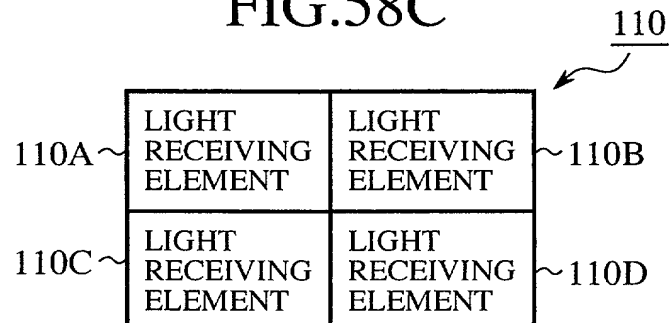 FIG.58C
110
110A
LIGHT
RECEIVING
ELEMENT
LIGHT
RECEIVING
ELEMENT
110B
110C
LIGHT
RECEIVING
ELEMENT
LIGHT
RECEIVING
ELEMENT
110D